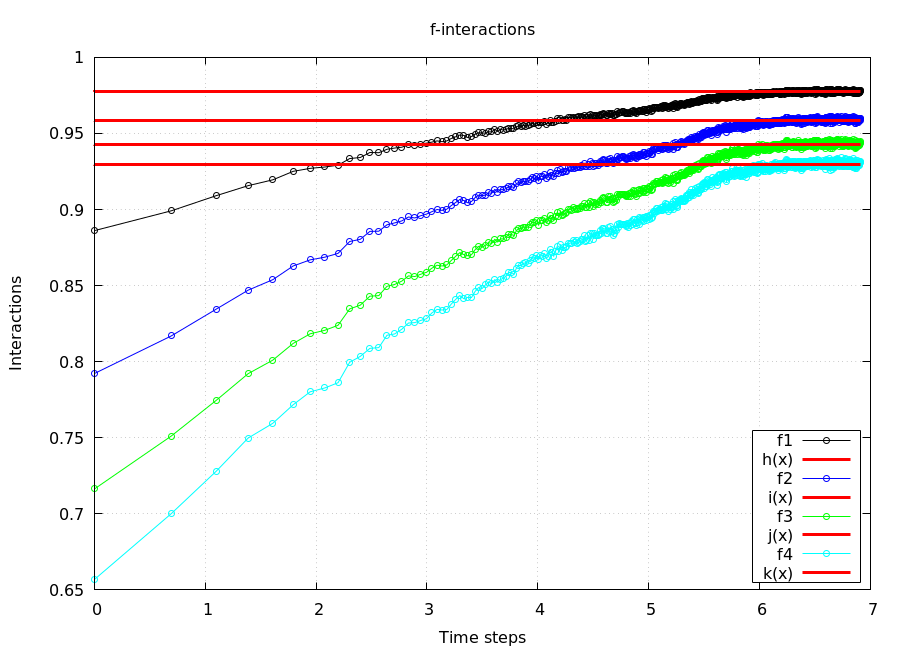 f-interactions
1
0.95
0.9
0.85
0.8
0.75
0.7
0.65
Interactions
f1
h(x)
f2
i(x)
f3
j(x)
f4
k(x)
0 1 2 3 4 5 6 7
Time steps